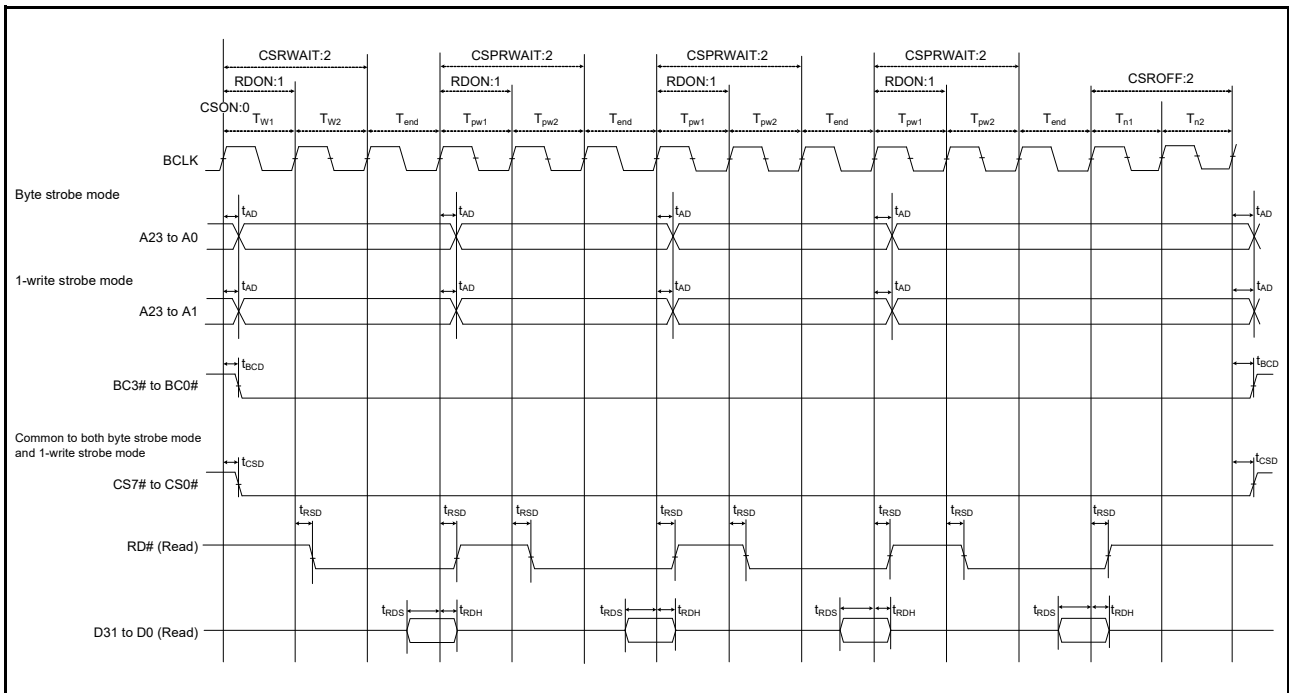 CSRWAIT:2 CSPRWAIT:2 CSPRWAIT:2 CSPRWAIT:2
RDON:1 RDON:1 RDON:1 RDON:1 CSROFF:2
CSON:0
TW1 TW2 Tend Tpw1 Tpw2 Tend Tpw1 Tpw2 Tend Tpw1 Tpw2 Tend Tn1 Tn2
BCLK
Byte strobe mode
tAD tAD tAD tAD tAD
A23 to A0
1-write strobe mode
tAD tAD tAD tAD tAD
A23 to A1
tBCD tBCD
BC3# to BC0#
Common to both byte strobe mode
and 1-write strobe mode
tCSD tCSD
CS7# to CS0#
tRSD tRSD tRSD tRSD tRSD tRSD tRSD tRSD
RD# (Read)
tRDS tRDH tRDS tRDH tRDS tRDH tRDS tRDH
D31 to D0 (Read)